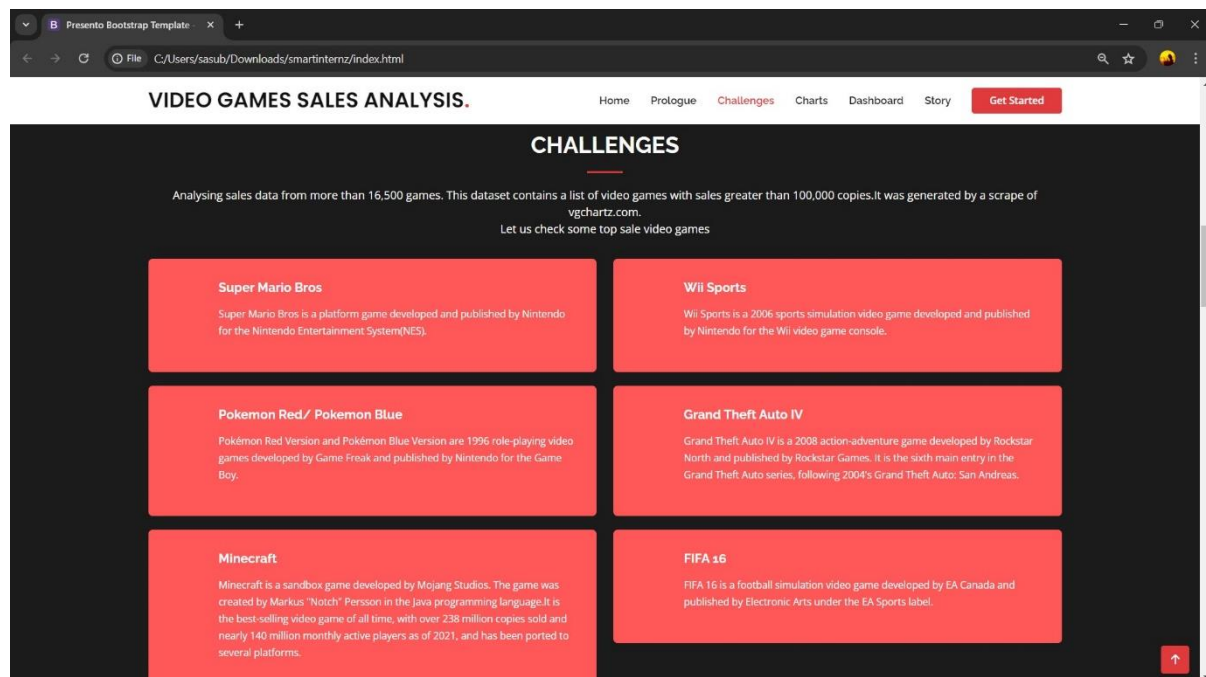 B Presento Bootstrap Template -
File C:/Users/sasub/Downloads/smartinternz/index.html
VIDEO GAMES SALES ANALYSIS.
Home Prologue Challenges Charts Dashboard Story Get Started
CHALLENGES
Analysing sales data from more than 16,500 games. This dataset contains a list of video games with sales greater than 100,000 copies.It was generated by a scrape of
vgchartz.com.
Let us check some top sale video games
Super Mario Bros
Super Mario Bros is a platform game developed and published by Nintendo
for the Nintendo Entertainment System(NES).
Wii Sports
Wii Sports is a 2006 sports simulation video game developed and published
by Nintendo for the Wii video game console.
Pokemon Red/ Pokemon Blue
Pokémon Red Version and Pokémon Blue Version are 1996 role-playing video
games developed by Game Freak and published by Nintendo for the Game
Boy.
Grand Theft Auto IV
Grand Theft Auto IV is a 2008 action-adventure game developed by Rockstar
North and published by Rockstar Games. It is the sixth main entry in the
Grand Theft Auto series, following 2004's Grand Theft Auto: San Andreas.
Minecraft
Minecraft is a sandbox game developed by Mojang Studios. The game was
created by Markus "Notch" Persson in the Java programming language.It is
the best-selling video game of all time, with over 238 million copies sold and
nearly 140 million monthly active players as of 2021, and has been ported to
several platforms.
FIFA 16
FIFA 16 is a football simulation video game developed by EA Canada and
published by Electronic Arts under the EA Sports label.